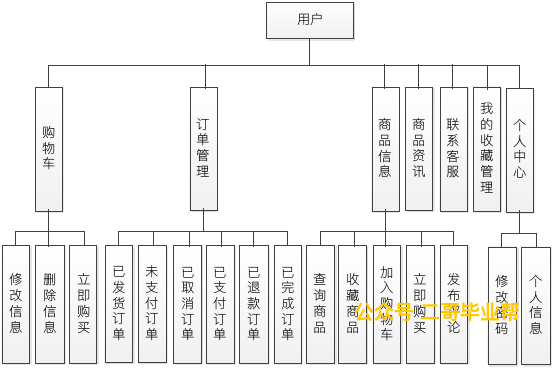 用户
购物车
订单管理
商品信息
商品资讯
联系客服
我的收藏管理
个人中心
修改信息
删除信息
立即购买
已发货订单
未支付订单
已取消订单
已支付订单
已退款订单
已完成订单
查询商品
收藏商品
加入购物车
立即购买
发布评论
修改密码
个人信息
公众号·二哥毕业帮